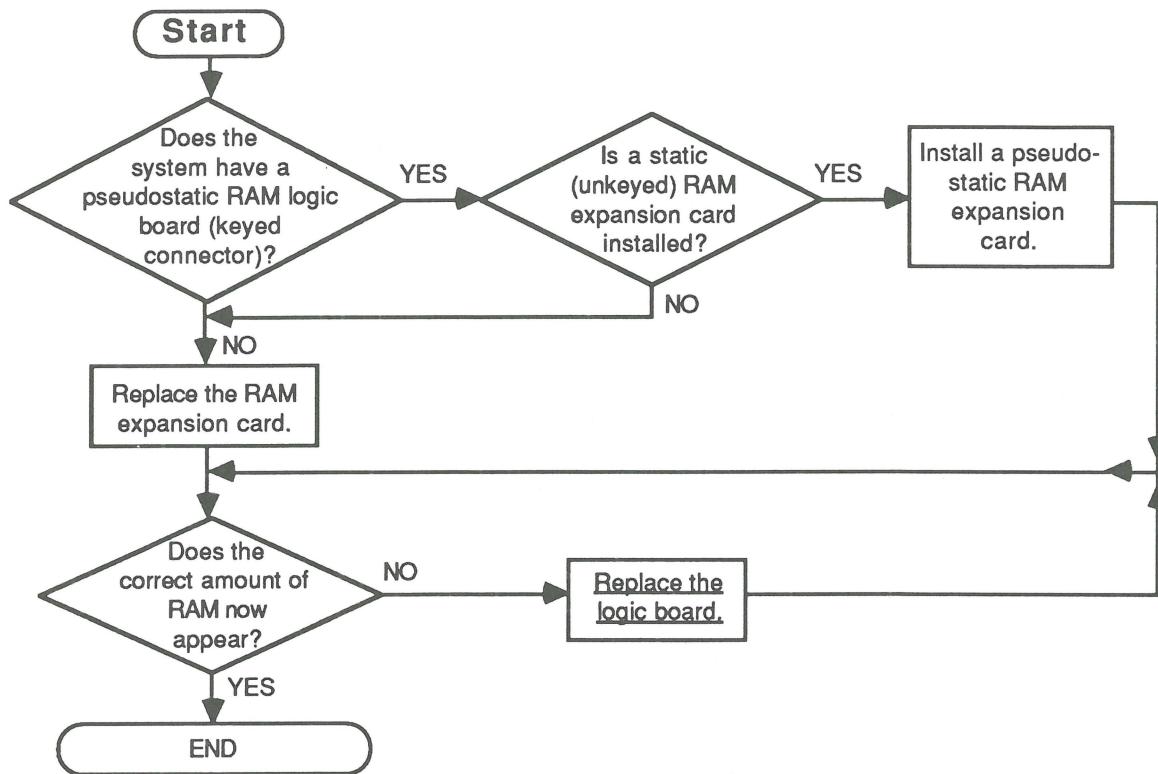 Start
Does the
system have a
pseudostatic RAM logic
board (keyed
connector)?
YES
Is a static
(unkeyed) RAM
expansion card
installed?
YES
Install a pseudo-
static RAM
expansion
card.
NO
NO
Replace the RAM
expansion card.
Does the
correct amount of
RAM now
appear?
NO
Replace the
logic board.
YES
END